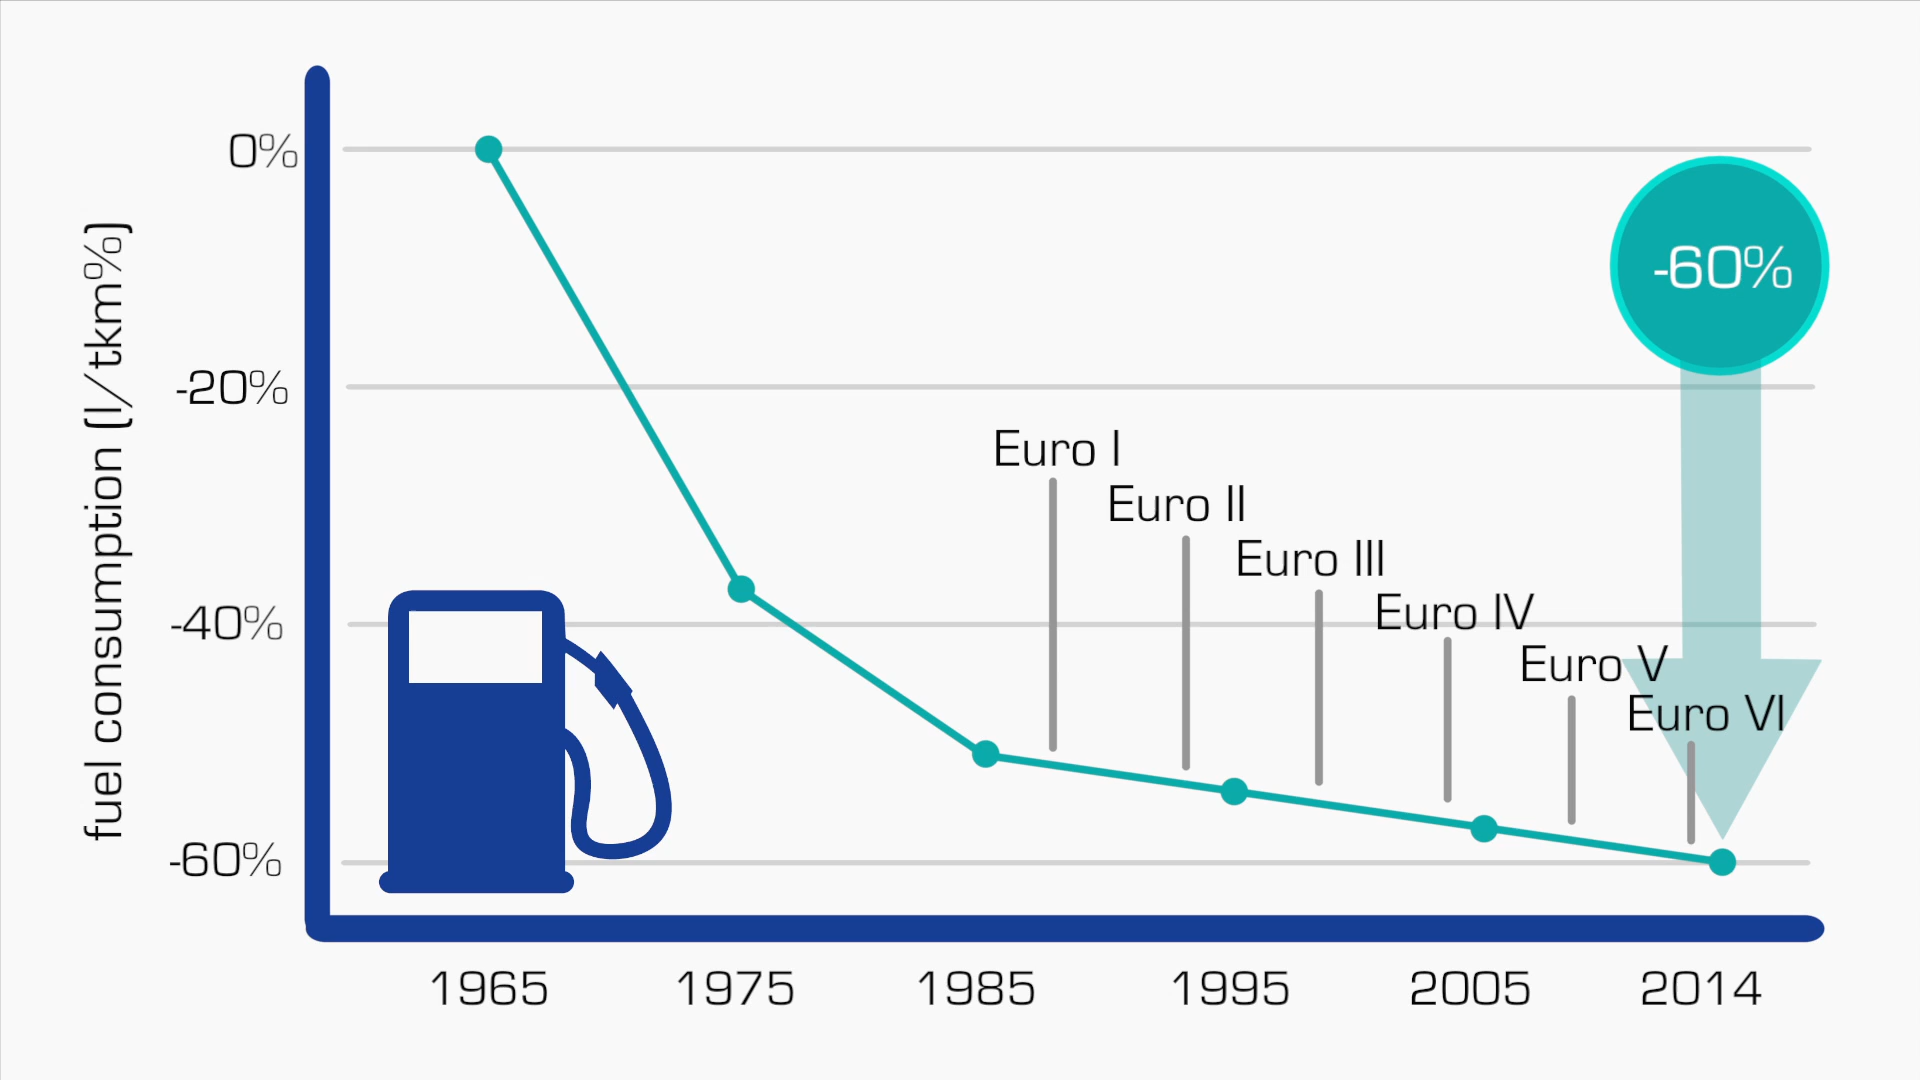 fuel consumption (l/tkm%)
0%
-20%
-40%
-60%
-60%
Euro I
Euro II
Euro III
Euro IV
Euro V
Euro VI
1965 1975 1985 1995 2005 2014